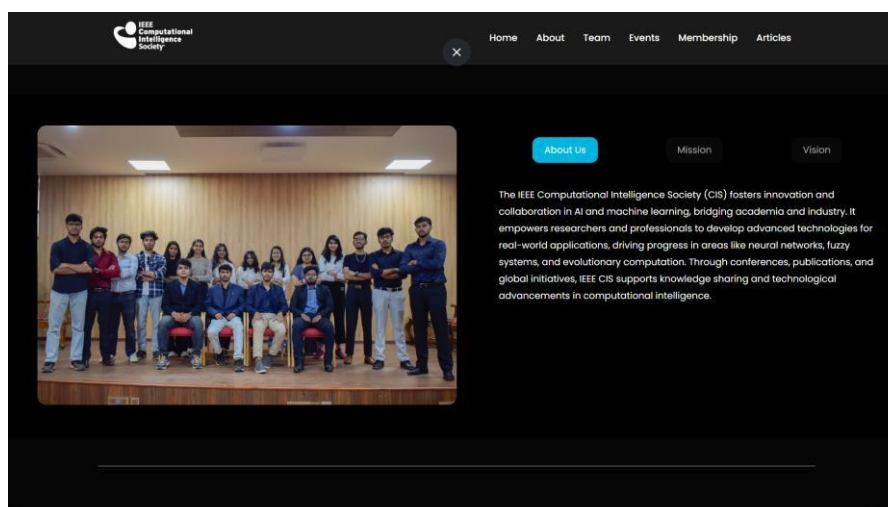 IEEE
Computational
Intelligence
Society
Home About Team Events Membership Articles
About Us Mission Vision
The IEEE Computational Intelligence Society (CIS) fosters innovation and
collaboration in AI and machine learning, bridging academia and industry. It
empowers researchers and professionals to develop advanced technologies for
real-world applications, driving progress in areas like neural networks, fuzzy
systems, and evolutionary computation. Through conferences, publications, and
global initiatives, IEEE CIS supports knowledge sharing and technological
advancements in computational intelligence.